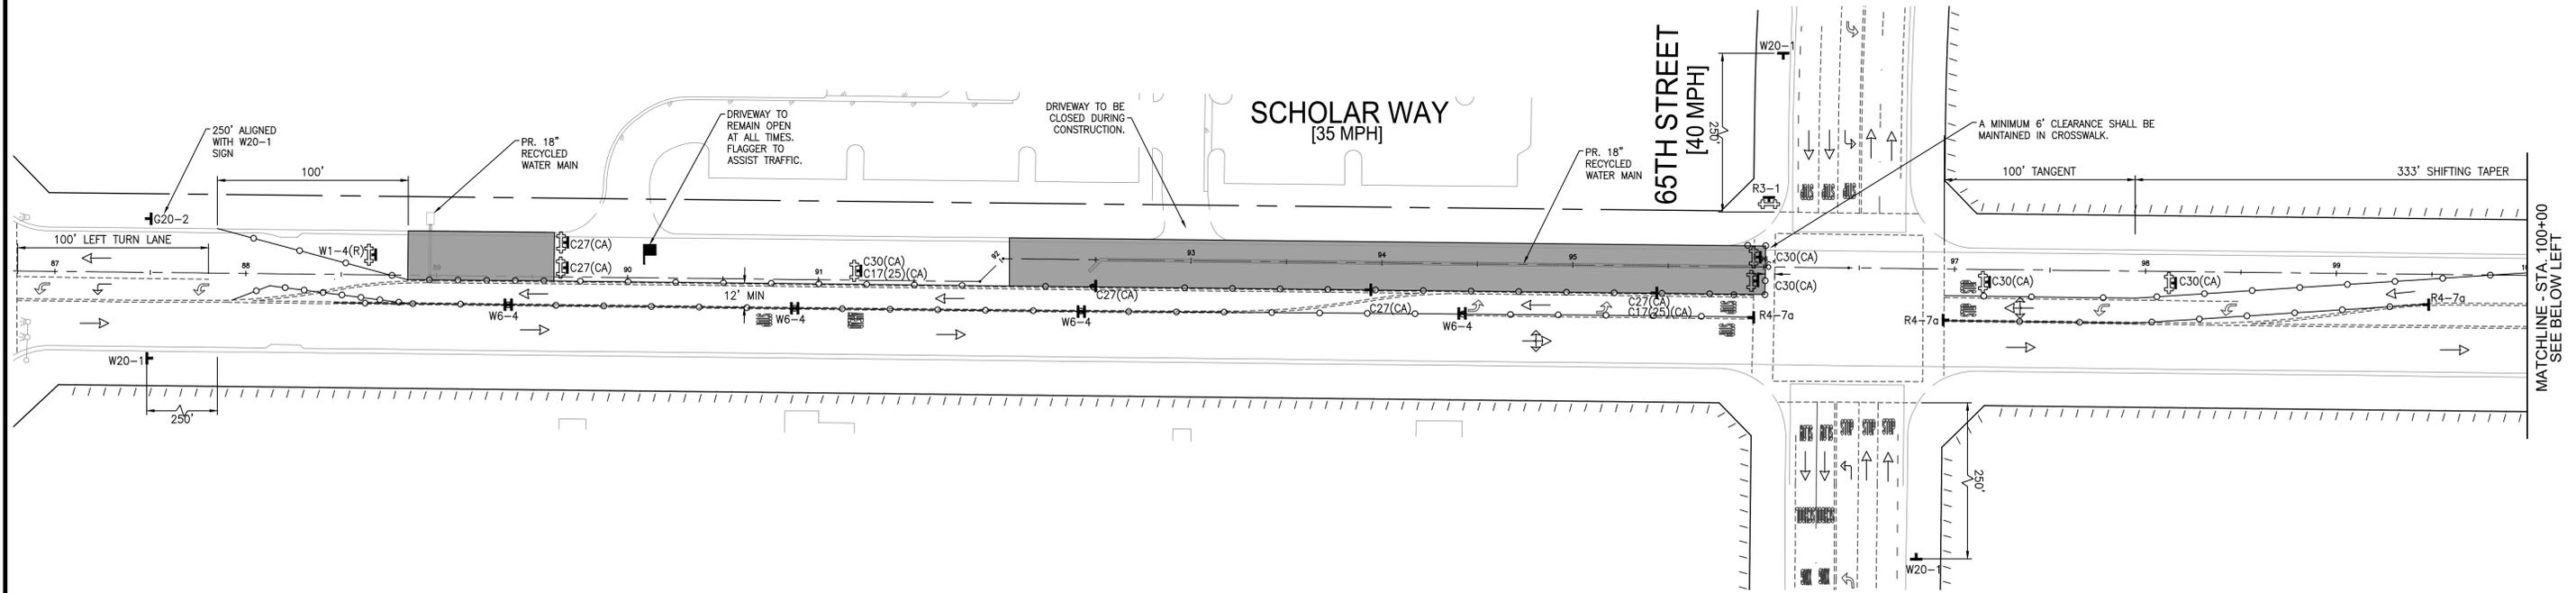 250' ALIGNED
WITH W20-1
SIGN
100'
G20-2
100' LEFT TURN LANE
W1-4(R)
87
88
89
PR. 18"
RECYCLED
WATER MAIN
C27(CA)
C27(CA)
DRIVEWAY TO
REMAIN OPEN
AT ALL TIMES.
FLAGGER TO
ASSIST TRAFFIC.
90
91
92
93
94
95
C30(CA)
C17(25)(CA)
12' MIN
W6-4
W6-4
W6-4
W6-4
W20-1
250'
DRIVEWAY TO BE
CLOSED DURING
CONSTRUCTION.
SCHOLAR WAY
[35 MPH]
PR. 18"
RECYCLED
WATER MAIN
C27(CA)
C27(CA)
C27(CA)
C17(25)(CA)
65TH STREET
[40 MPH]
250'
W20-1
R3-1
C30(CA)
C30(CA)
R4-7a
A MINIMUM 6' CLEARANCE SHALL BE
MAINTAINED IN CROSSWALK.
100' TANGENT
333' SHIFTING TAPER
97
98
99
C30(CA)
C30(CA)
R4-7a
R4-7a
250'
W20-1
MATCHLINE - STA. 100+00
SEE BELOW LEFT